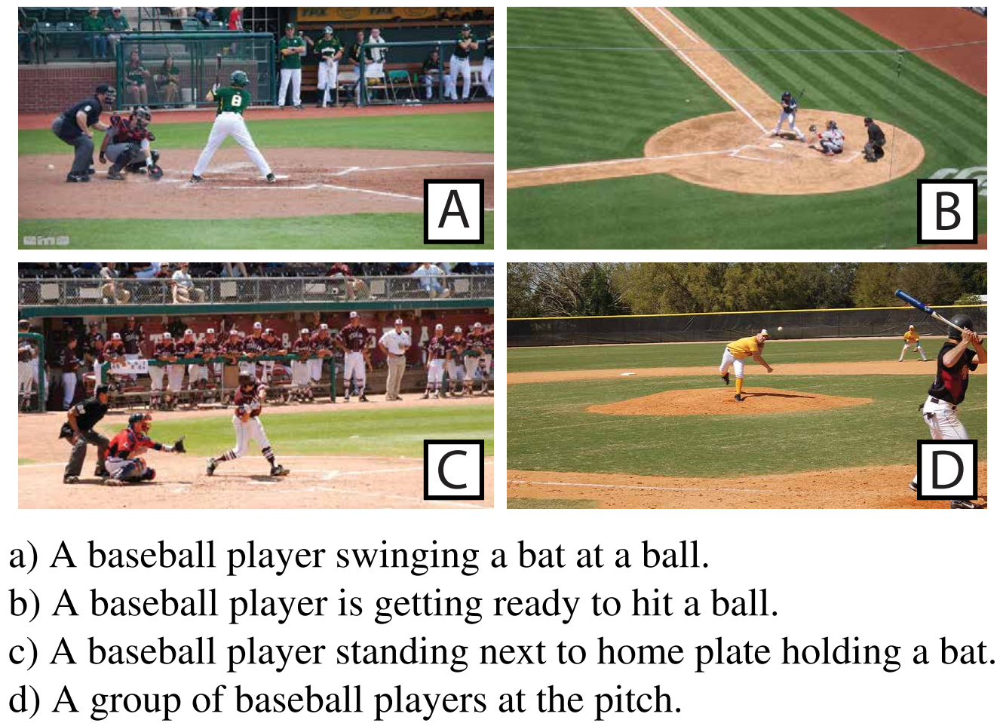 8
A
B
C
D
a) A baseball player swinging a bat at a ball.
b) A baseball player is getting ready to hit a ball.
c) A baseball player standing next to home plate holding a bat.
d) A group of baseball players at the pitch.